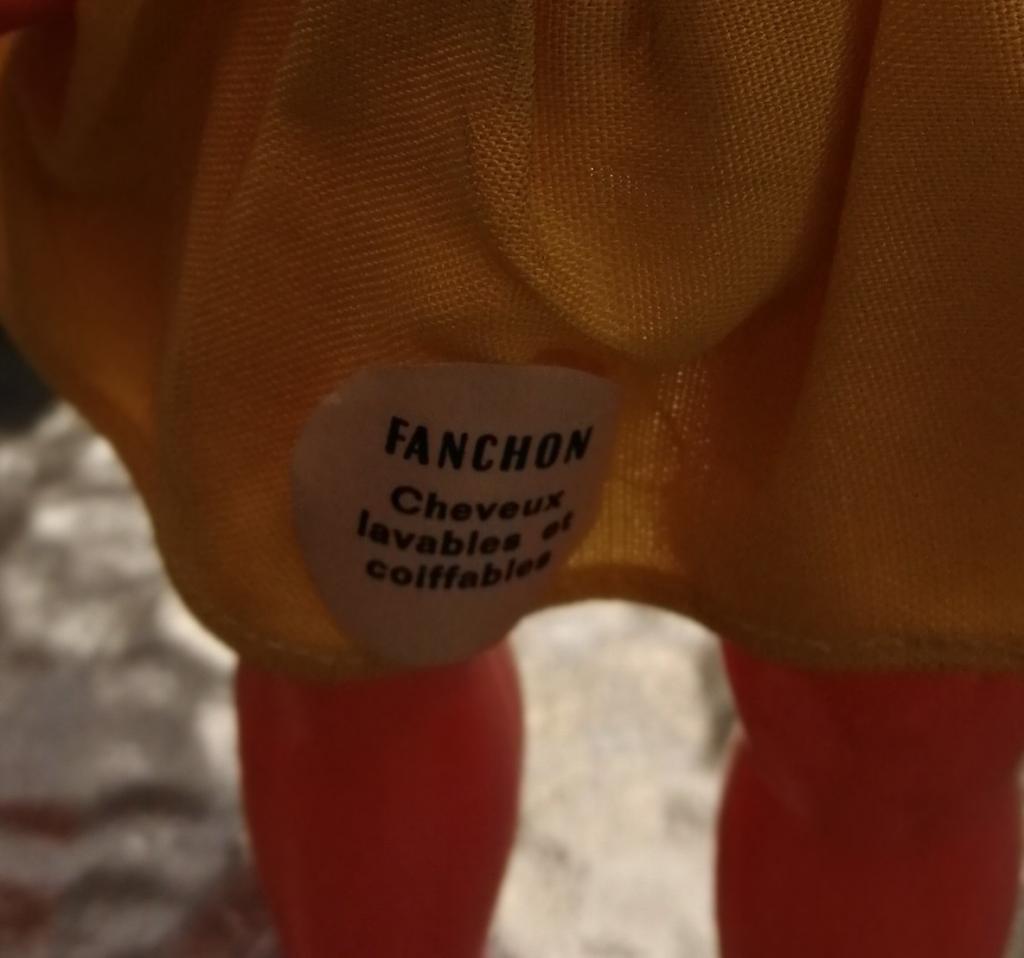 FANCHON
Cheveux
lavables et
coiffables